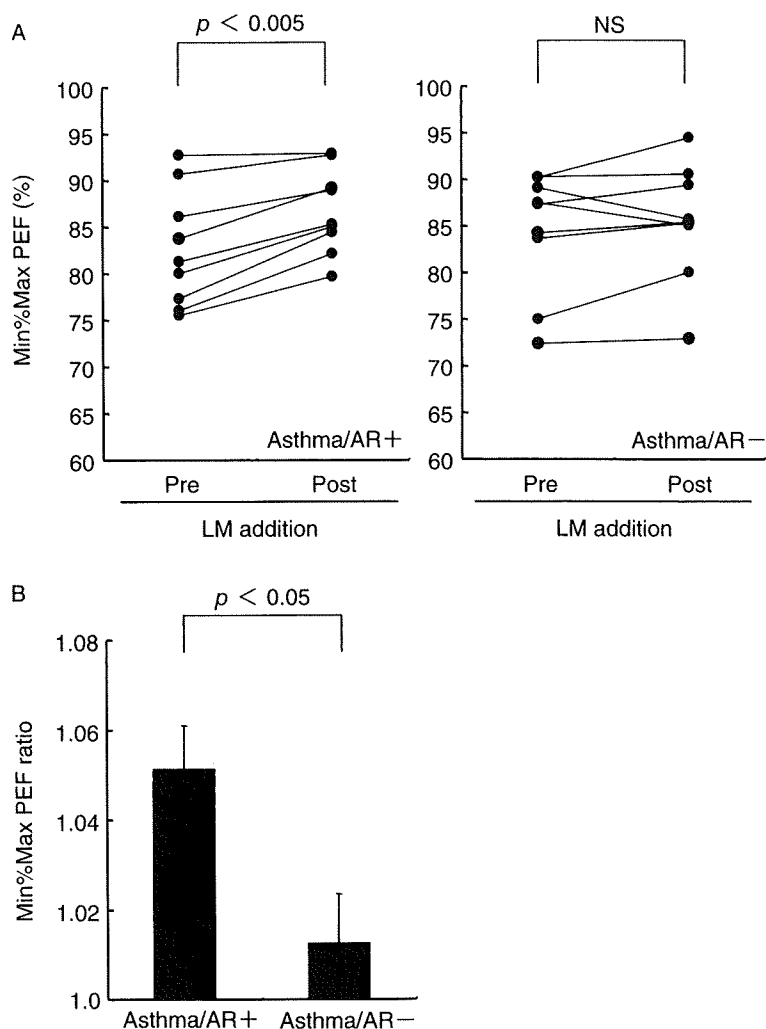 A
p < 0.005
NS
Min%Max PEF (%)
100
95
90
85
80
75
70
65
60
Asthma/AR+
Pre
Post
LM addition
100
95
90
85
80
75
70
65
60
Asthma/AR−
Pre
Post
LM addition
B
p < 0.05
Min%Max PEF ratio
1.08
1.06
1.04
1.02
1.0
Asthma/AR+
Asthma/AR−